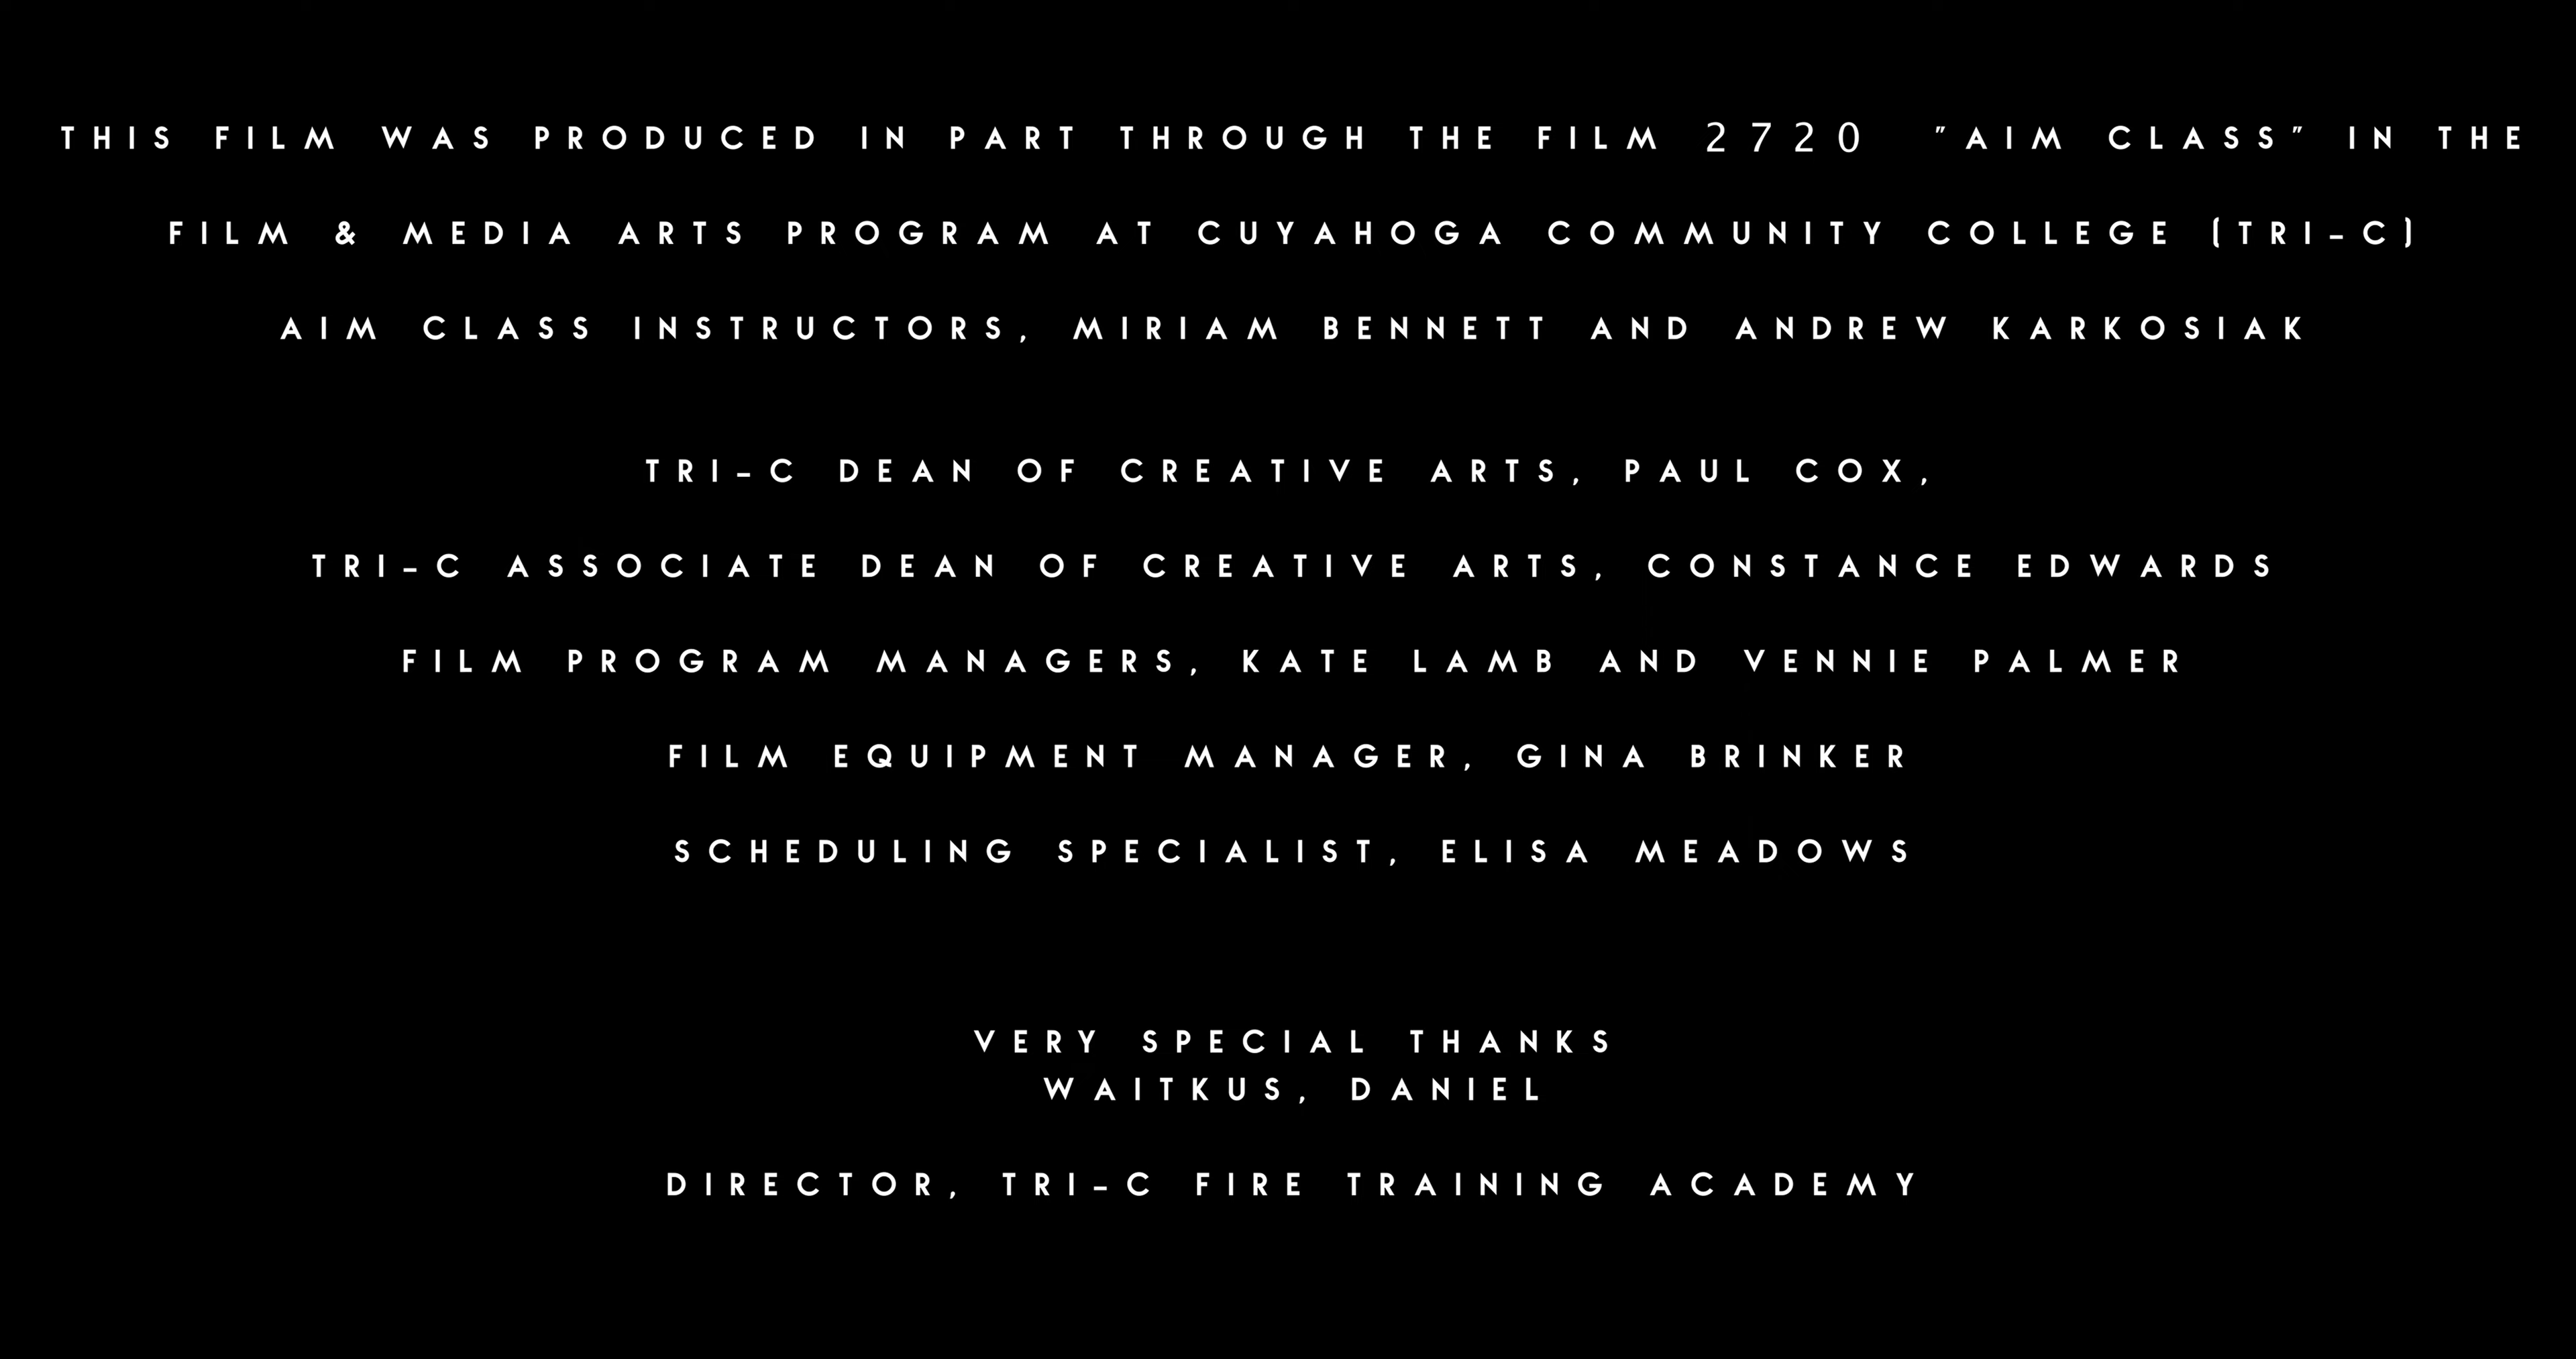 THIS FILM WAS PRODUCED IN PART THROUGH THE FILM 2720 "AIM CLASS" IN THE
FILM & MEDIA ARTS PROGRAM AT CUYAHOGA COMMUNITY COLLEGE (TRI-C)
AIM CLASS INSTRUCTORS, MIRIAM BENNETT AND ANDREW KARKOSIAK
TRI-C DEAN OF CREATIVE ARTS, PAUL COX,
TRI-C ASSOCIATE DEAN OF CREATIVE ARTS, CONSTANCE EDWARDS
FILM PROGRAM MANAGERS, KATE LAMB AND VENNIE PALMER
FILM EQUIPMENT MANAGER, GINA BRINKER
SCHEDULING SPECIALIST, ELISA MEADOWS
VERY SPECIAL THANKS
WAITKUS, DANIEL
DIRECTOR, TRI-C FIRE TRAINING ACADEMY